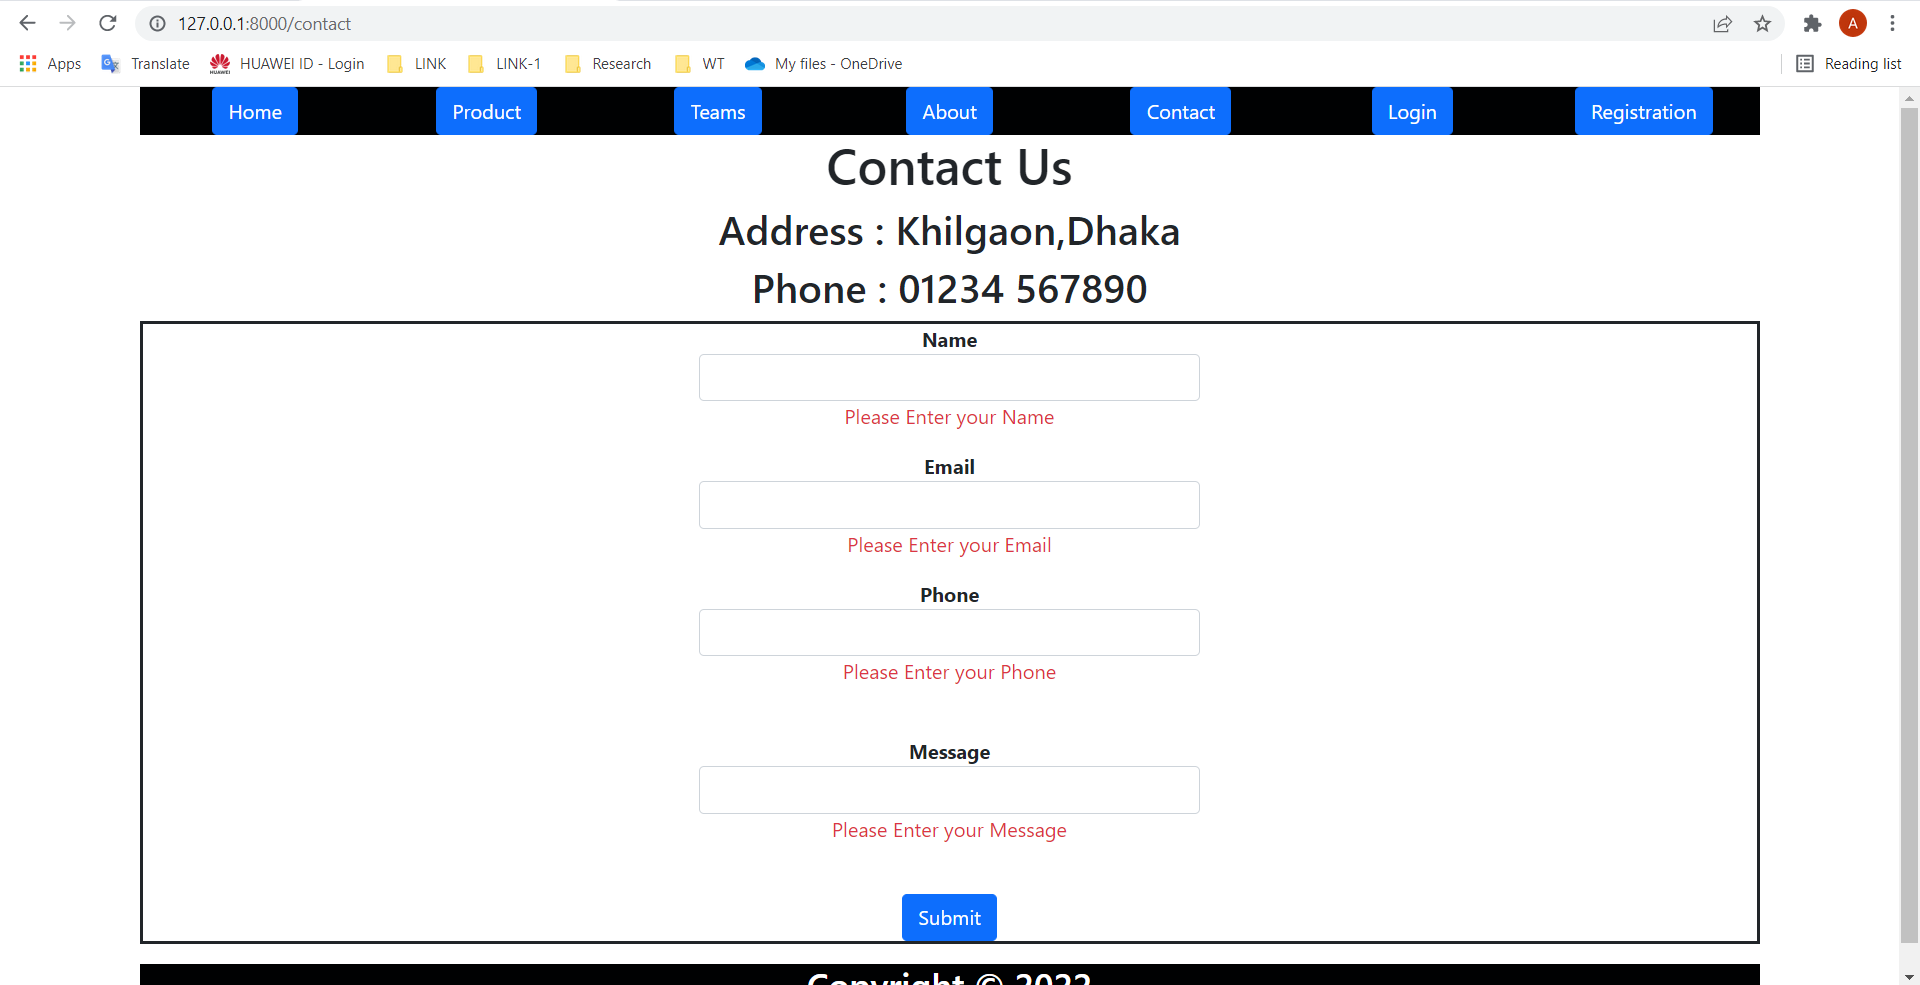 127.0.0.1:8000/contact
A
Apps Translate HUAWEI ID - Login LINK LINK-1 Research WT My files - OneDrive Reading list
Home Product Teams About Contact Login Registration
Contact Us
Address : Khilgaon,Dhaka
Phone : 01234 567890
Name
Please Enter your Name
Email
Please Enter your Email
Phone
Please Enter your Phone
Message
Please Enter your Message
Submit
Copyright © 2022